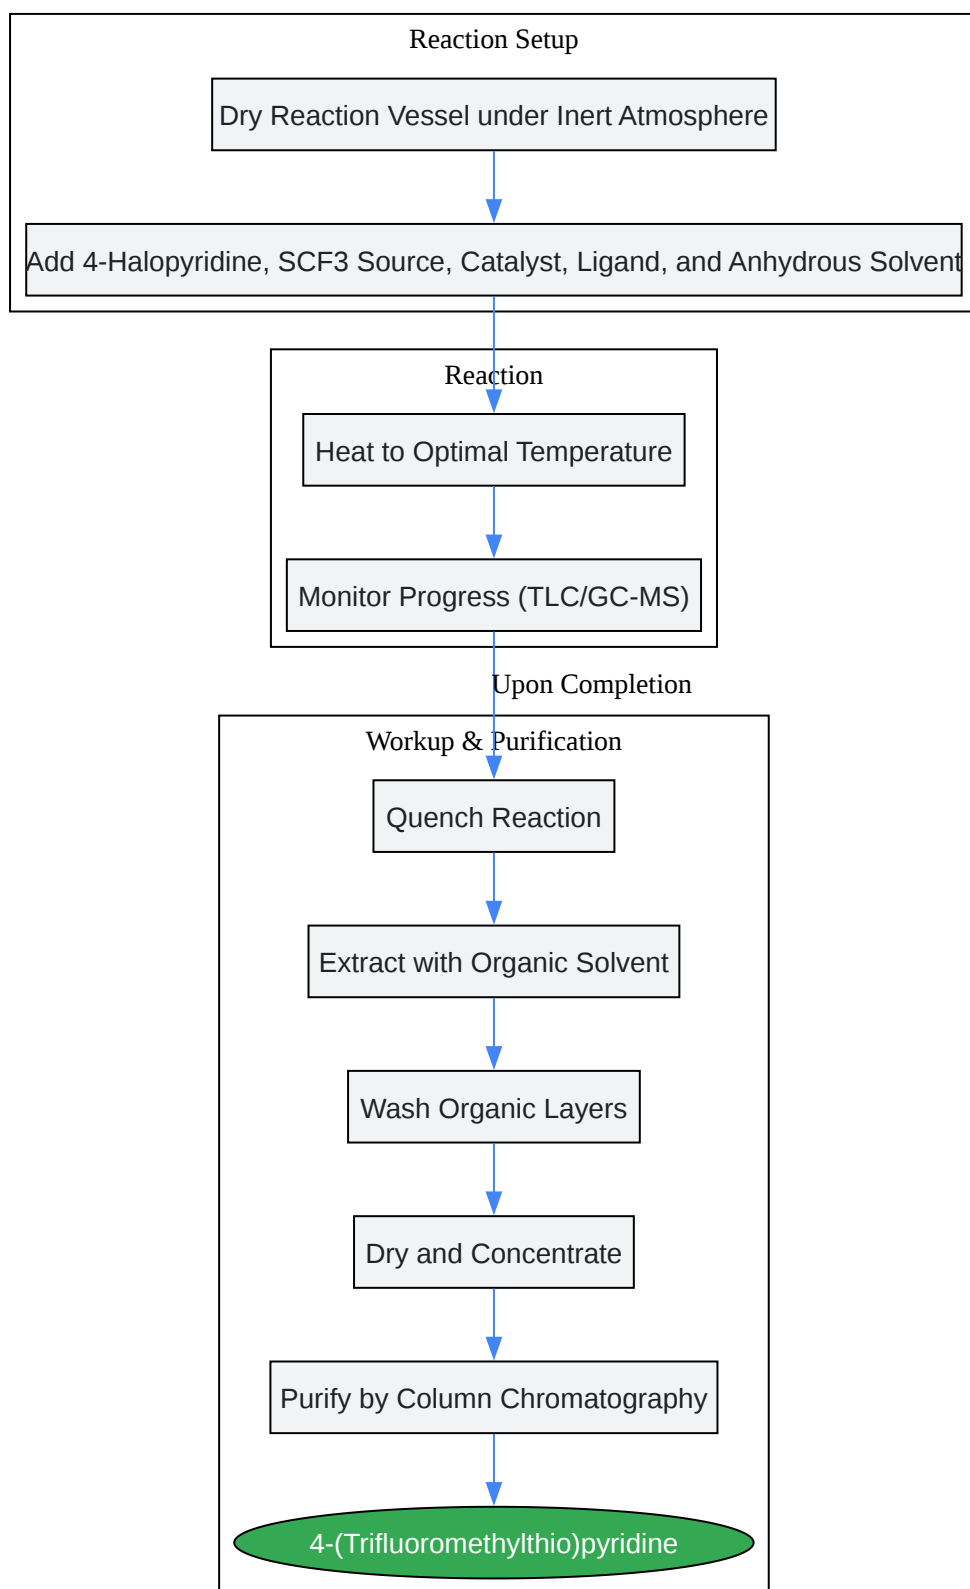 Reaction Setup
Dry Reaction Vessel under Inert Atmosphere
Add 4-Halopyridine, SCF3 Source, Catalyst, Ligand, and Anhydrous Solvent
Reaction
Heat to Optimal Temperature
Monitor Progress (TLC/GC-MS)
Upon Completion
Workup & Purification
Quench Reaction
Extract with Organic Solvent
Wash Organic Layers
Dry and Concentrate
Purify by Column Chromatography
4-(Trifluoromethylthio)pyridine